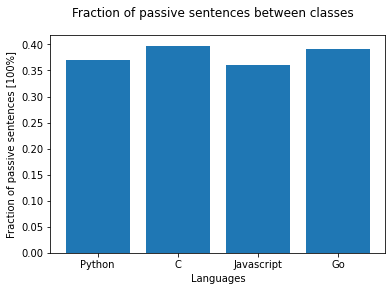 Fraction of passive sentences between classes
Fraction of passive sentences [100%]
0.40
0.35
0.30
0.25
0.20
0.15
0.10
0.05
0.00
Python C Javascript Go
Languages